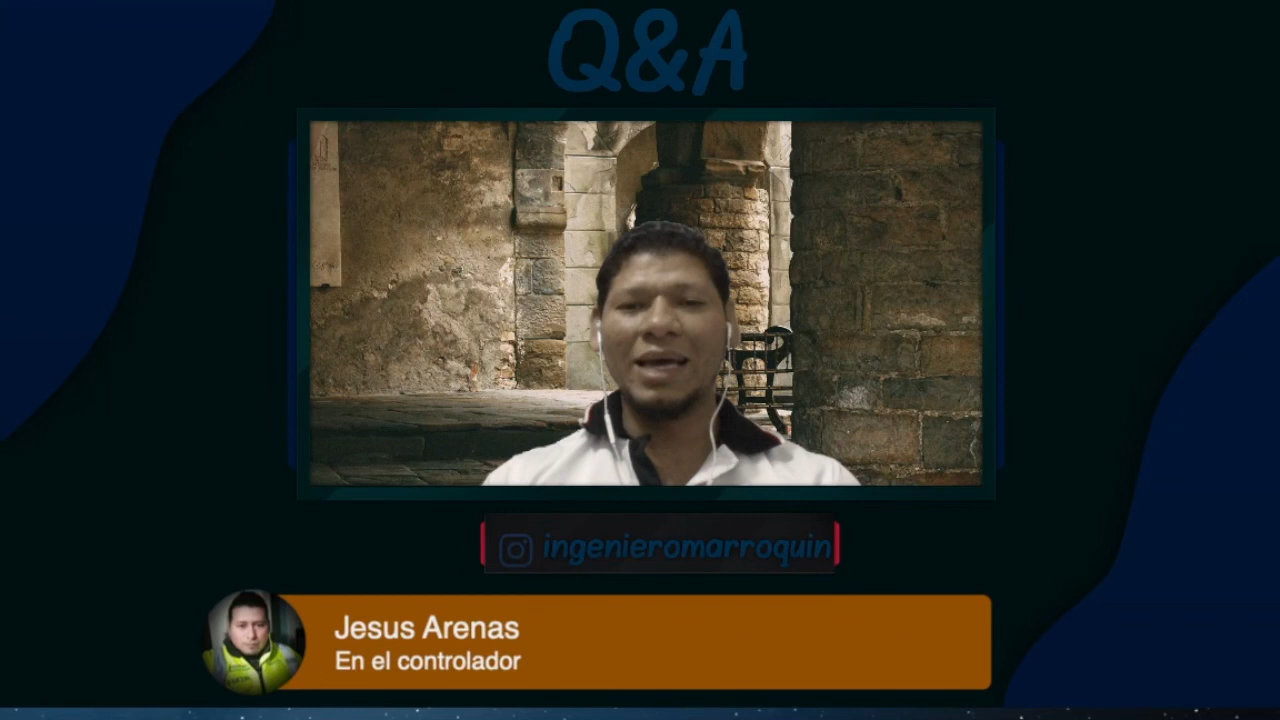 Q&A
ingenieromarroquin
Jesus Arenas
En el controlador